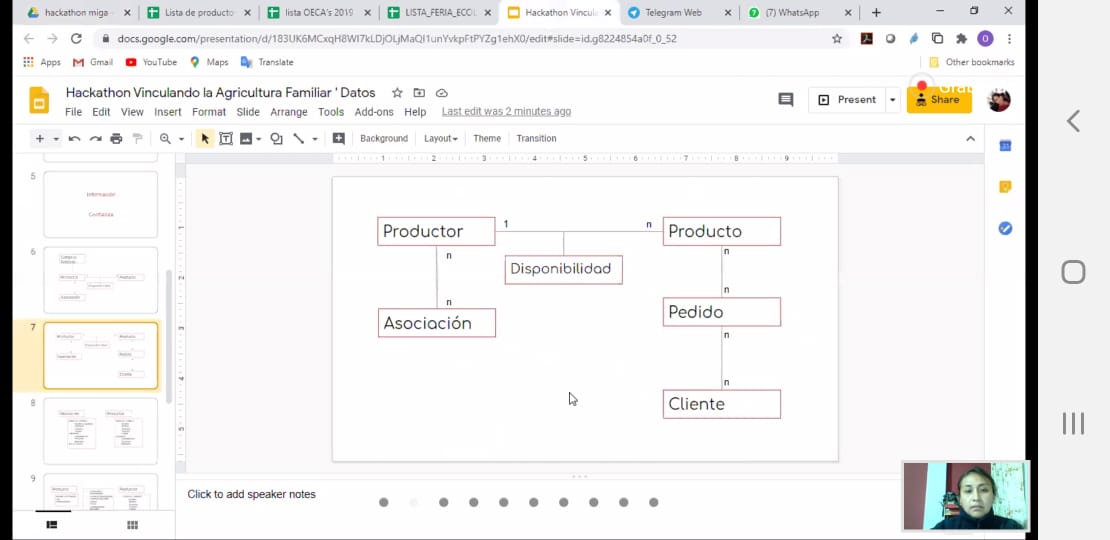 hackathon miga
Lista de producto
lista OECA's 2019
LISTA_FERIA_ECOL
Hackathon Vincula
Telegram Web
(7) WhatsApp
docs.google.com/presentation/d/183UK6MCxqH8WI7kLDjOLjMaQI1unYvkpFtPYZg1ehX0/edit#slide=id.g8224854a0f_0_52
Apps
Gmail
YouTube
Maps
Translate
Other bookmarks
Hackathon Vinculando la Agricultura Familiar ' Datos
File Edit View Insert Format Slide Arrange Tools Add-ons Help Last edit was 2 minutes ago
Present
Share
Background
Layout
Theme
Transition
5
Información
Confianza
6
7
8
9
Productor
1
n
Producto
n
Disponibilidad
n
n
n
Asociación
Pedido
n
n
Cliente
Click to add speaker notes